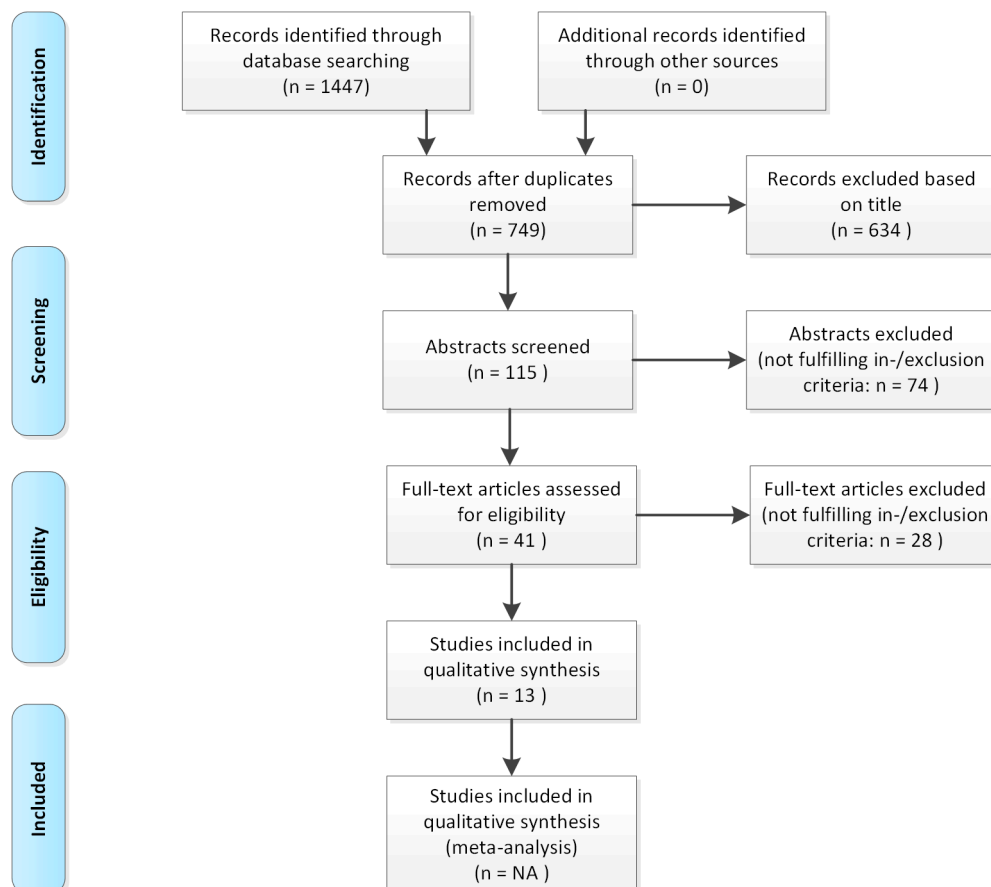 Identification
Records identified through
database searching
(n = 1447)
Additional records identified
through other sources
(n = 0)
Records after duplicates
removed
(n = 749)
Records excluded based
on title
(n = 634 )
Screening
Abstracts screened
(n = 115 )
Abstracts excluded
(not fulfilling in-/exclusion
criteria: n = 74 )
Eligibility
Full-text articles assessed
for eligibility
(n = 41 )
Full-text articles excluded
(not fulfilling in-/exclusion
criteria: n = 28 )
Studies included in
qualitative synthesis
(n = 13 )
Included
Studies included in
qualitative synthesis
(meta-analysis)
(n = NA )